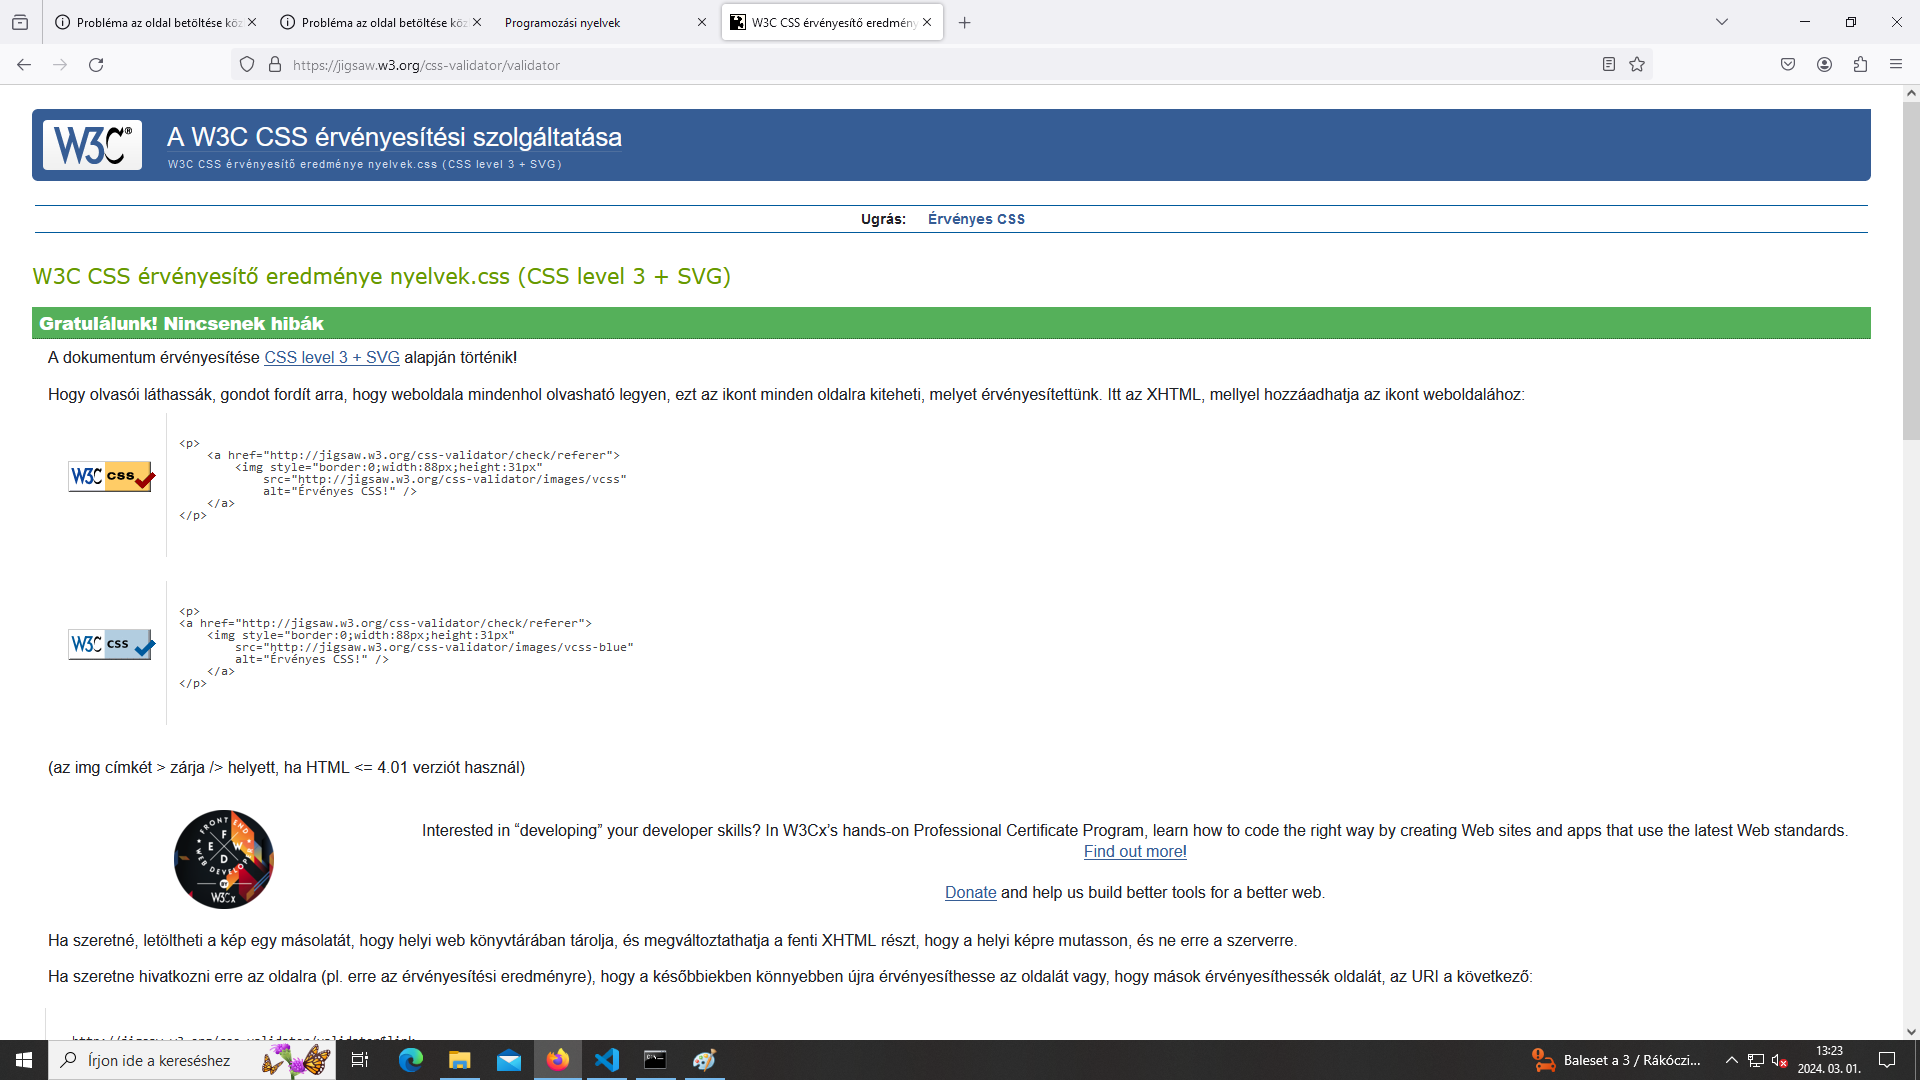 Probléma az oldal betöltése köz
Probléma az oldal betöltése köz
Programozási nyelvek
W3C CSS érvényesítő eredmény
https://jigsaw.w3.org/css-validator/validator
W3C®
A W3C CSS érvényesítési szolgáltatása
W3C CSS érvényesítő eredménye nyelvek.css (CSS level 3 + SVG)
Ugrás: Érvényes CSS
W3C CSS érvényesítő eredménye nyelvek.css (CSS level 3 + SVG)
Gratulálunk! Nincsenek hibák
A dokumentum érvényesítése CSS level 3 + SVG alapján történik!
Hogy olvasói láthassák, gondot fordít arra, hogy weboldala mindenhol olvasható legyen, ezt az ikont minden oldalra kiteheti, melyet érvényesítettünk. Itt az XHTML, mellyel hozzáadhatja az ikont weboldalához:
W3C CSS
<p>
<a href="http://jigsaw.w3.org/css-validator/check/referer">
<img style="border:0;width:88px;height:31px"
src="http://jigsaw.w3.org/css-validator/images/vcss"
alt="Érvényes CSS!" />
</a>
</p>
W3C CSS
<p>
<a href="http://jigsaw.w3.org/css-validator/check/referer">
<img style="border:0;width:88px;height:31px"
src="http://jigsaw.w3.org/css-validator/images/vcss-blue"
alt="Érvényes CSS!" />
</a>
</p>
(az img címkét > zárja /> helyett, ha HTML <= 4.01 verziót használ)
FRONT END
WEB DEVELOPER
F E W D
W3Cx
Interested in “developing” your developer skills? In W3Cx’s hands-on Professional Certificate Program, learn how to code the right way by creating Web sites and apps that use the latest Web standards.
Find out more!
Donate and help us build better tools for a better web.
Ha szeretné, letöltheti a kép egy másolatát, hogy helyi web könyvtárában tárolja, és megváltoztathatja a fenti XHTML részt, hogy a helyi képre mutasson, és ne erre a szerverre.
Ha szeretne hivatkozni erre az oldalra (pl. erre az érvényesítési eredményre), hogy a későbbiekben könnyebben újra érvényesíthesse az oldalát vagy, hogy mások érvényesíthessék oldalát, az URI a következő:
http://jigsaw.w3.org/css-validator/validator$link
Írjon ide a kereséshez
Baleset a 3 / Rákóczi...
13:23
2024. 03. 01.